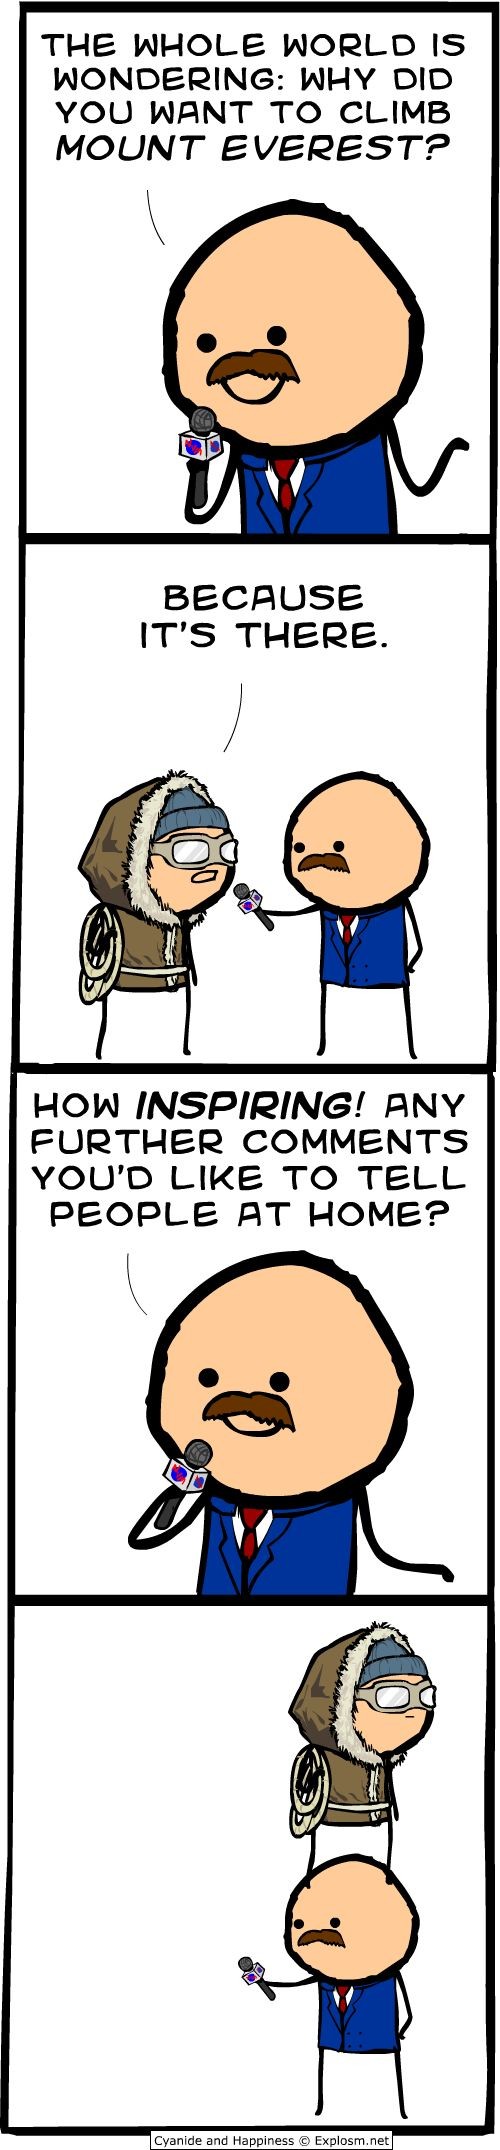 THE WHOLE WORLD IS
WONDERING: WHY DID
YOU WANT TO CLIMB
MOUNT EVEREST?
BECAUSE
IT'S THERE.
HOW INSPIRING! ANY
FURTHER COMMENTS
YOU'D LIKE TO TELL
PEOPLE AT HOME?
Cyanide and Happiness © Explosm.net